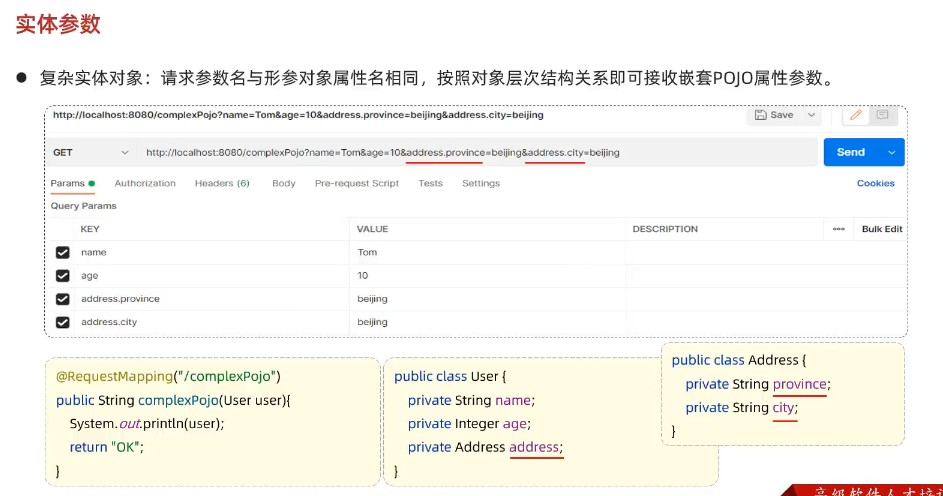 实体参数
● 复杂实体对象：请求参数名与形参对象属性名相同，按照对象层次结构关系即可接收嵌套POJO属性参数。
http://localhost:8080/complexPojo?name=Tom&age=10&address.province=beijing&address.city=beijing Save
GET http://localhost:8080/complexPojo?name=Tom&age=10&address.province=beijing&address.city=beijing Send
Params Authorization Headers (6) Body Pre-request Script Tests Settings Cookies
Query Params
KEY VALUE DESCRIPTION Bulk Edit
name Tom
age 10
address.province beijing
address.city beijing
@RequestMapping("/complexPojo")
public String complexPojo(User user){
System.out.println(user);
return "OK";
}
public class User {
private String name;
private Integer age;
private Address address;
}
public class Address {
private String province;
private String city;
}
高级软件人才培